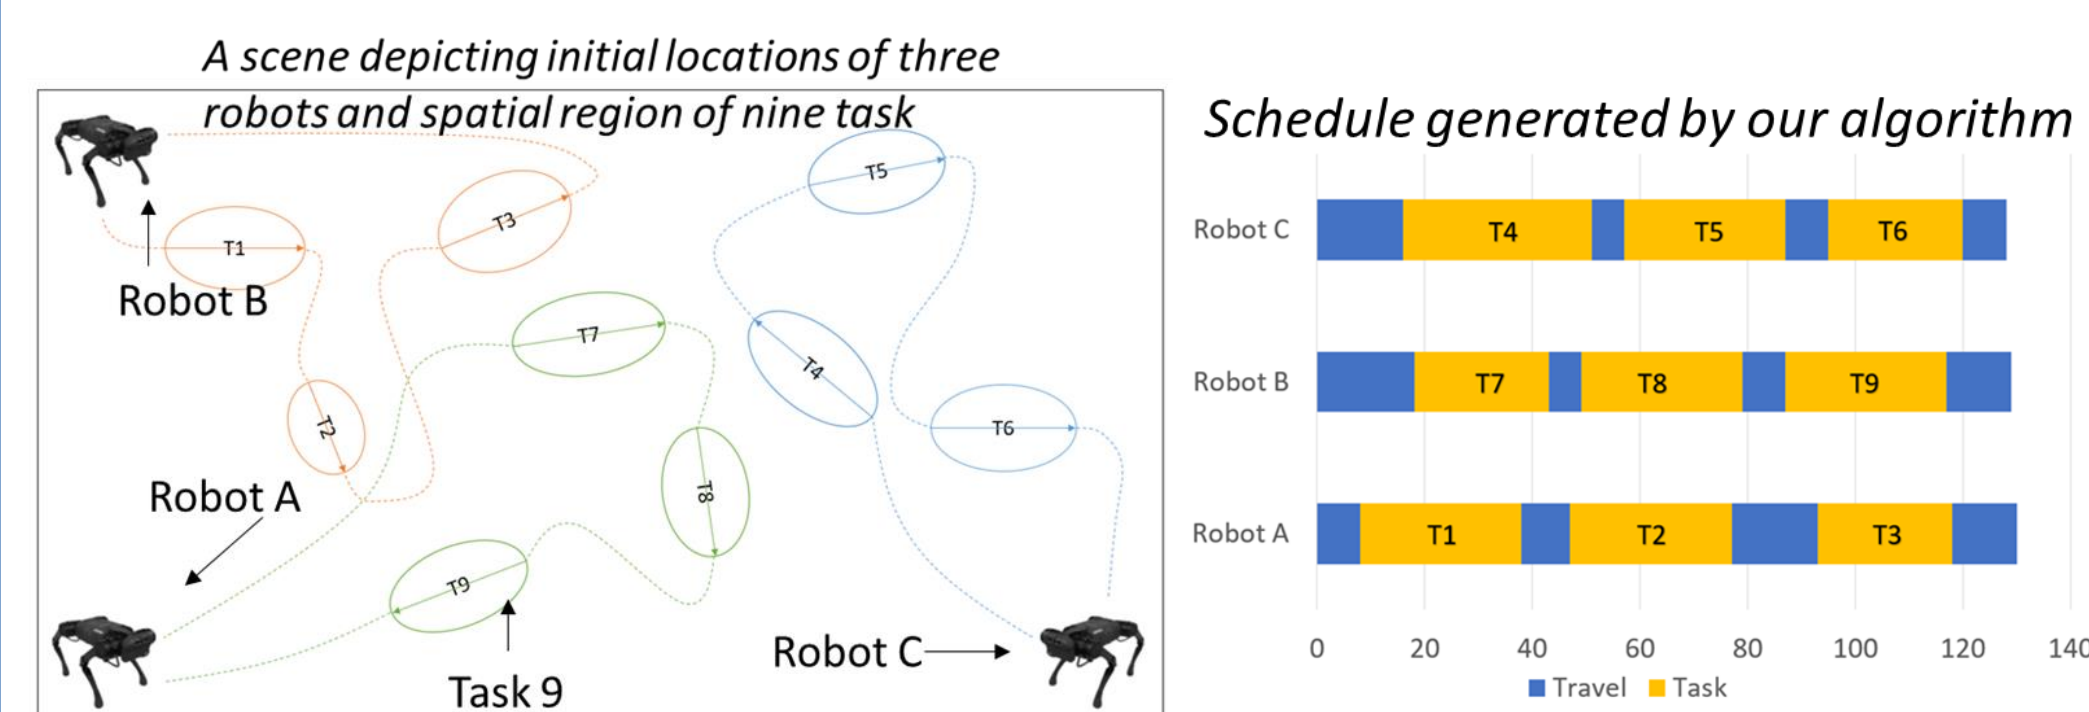 A scene depicting initial locations of three
robots and spatial region of nine task
T5
T3
T1
Robot B
T7
T4
T2
T6
Robot A
T8
T9
Robot C
Task 9
Schedule generated by our algorithm
Robot C T4 T5 T6
Robot B T7 T8 T9
Robot A T1 T2 T3
0 20 40 60 80 100 120 140
Travel Task